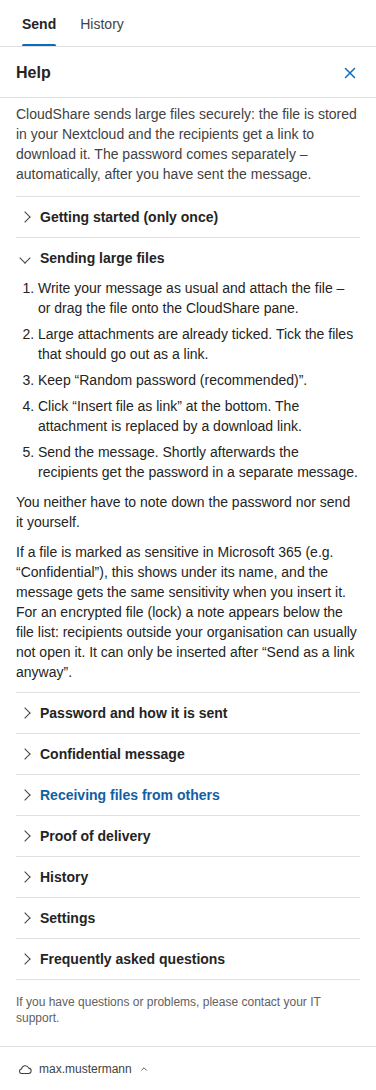 Send History
Help
CloudShare sends large files securely: the file is stored
in your Nextcloud and the recipients get a link to
download it. The password comes separately –
automatically, after you have sent the message.
Getting started (only once)
Sending large files
1. Write your message as usual and attach the file –
or drag the file onto the CloudShare pane.
2. Large attachments are already ticked. Tick the files
that should go out as a link.
3. Keep “Random password (recommended)”.
4. Click “Insert file as link” at the bottom. The
attachment is replaced by a download link.
5. Send the message. Shortly afterwards the
recipients get the password in a separate message.
You neither have to note down the password nor send
it yourself.
If a file is marked as sensitive in Microsoft 365 (e.g.
“Confidential”), this shows under its name, and the
message gets the same sensitivity when you insert it.
For an encrypted file (lock) a note appears below the
file list: recipients outside your organisation can usually
not open it. It can only be inserted after “Send as a link
anyway”.
Password and how it is sent
Confidential message
Receiving files from others
Proof of delivery
History
Settings
Frequently asked questions
If you have questions or problems, please contact your IT
support.
max.mustermann